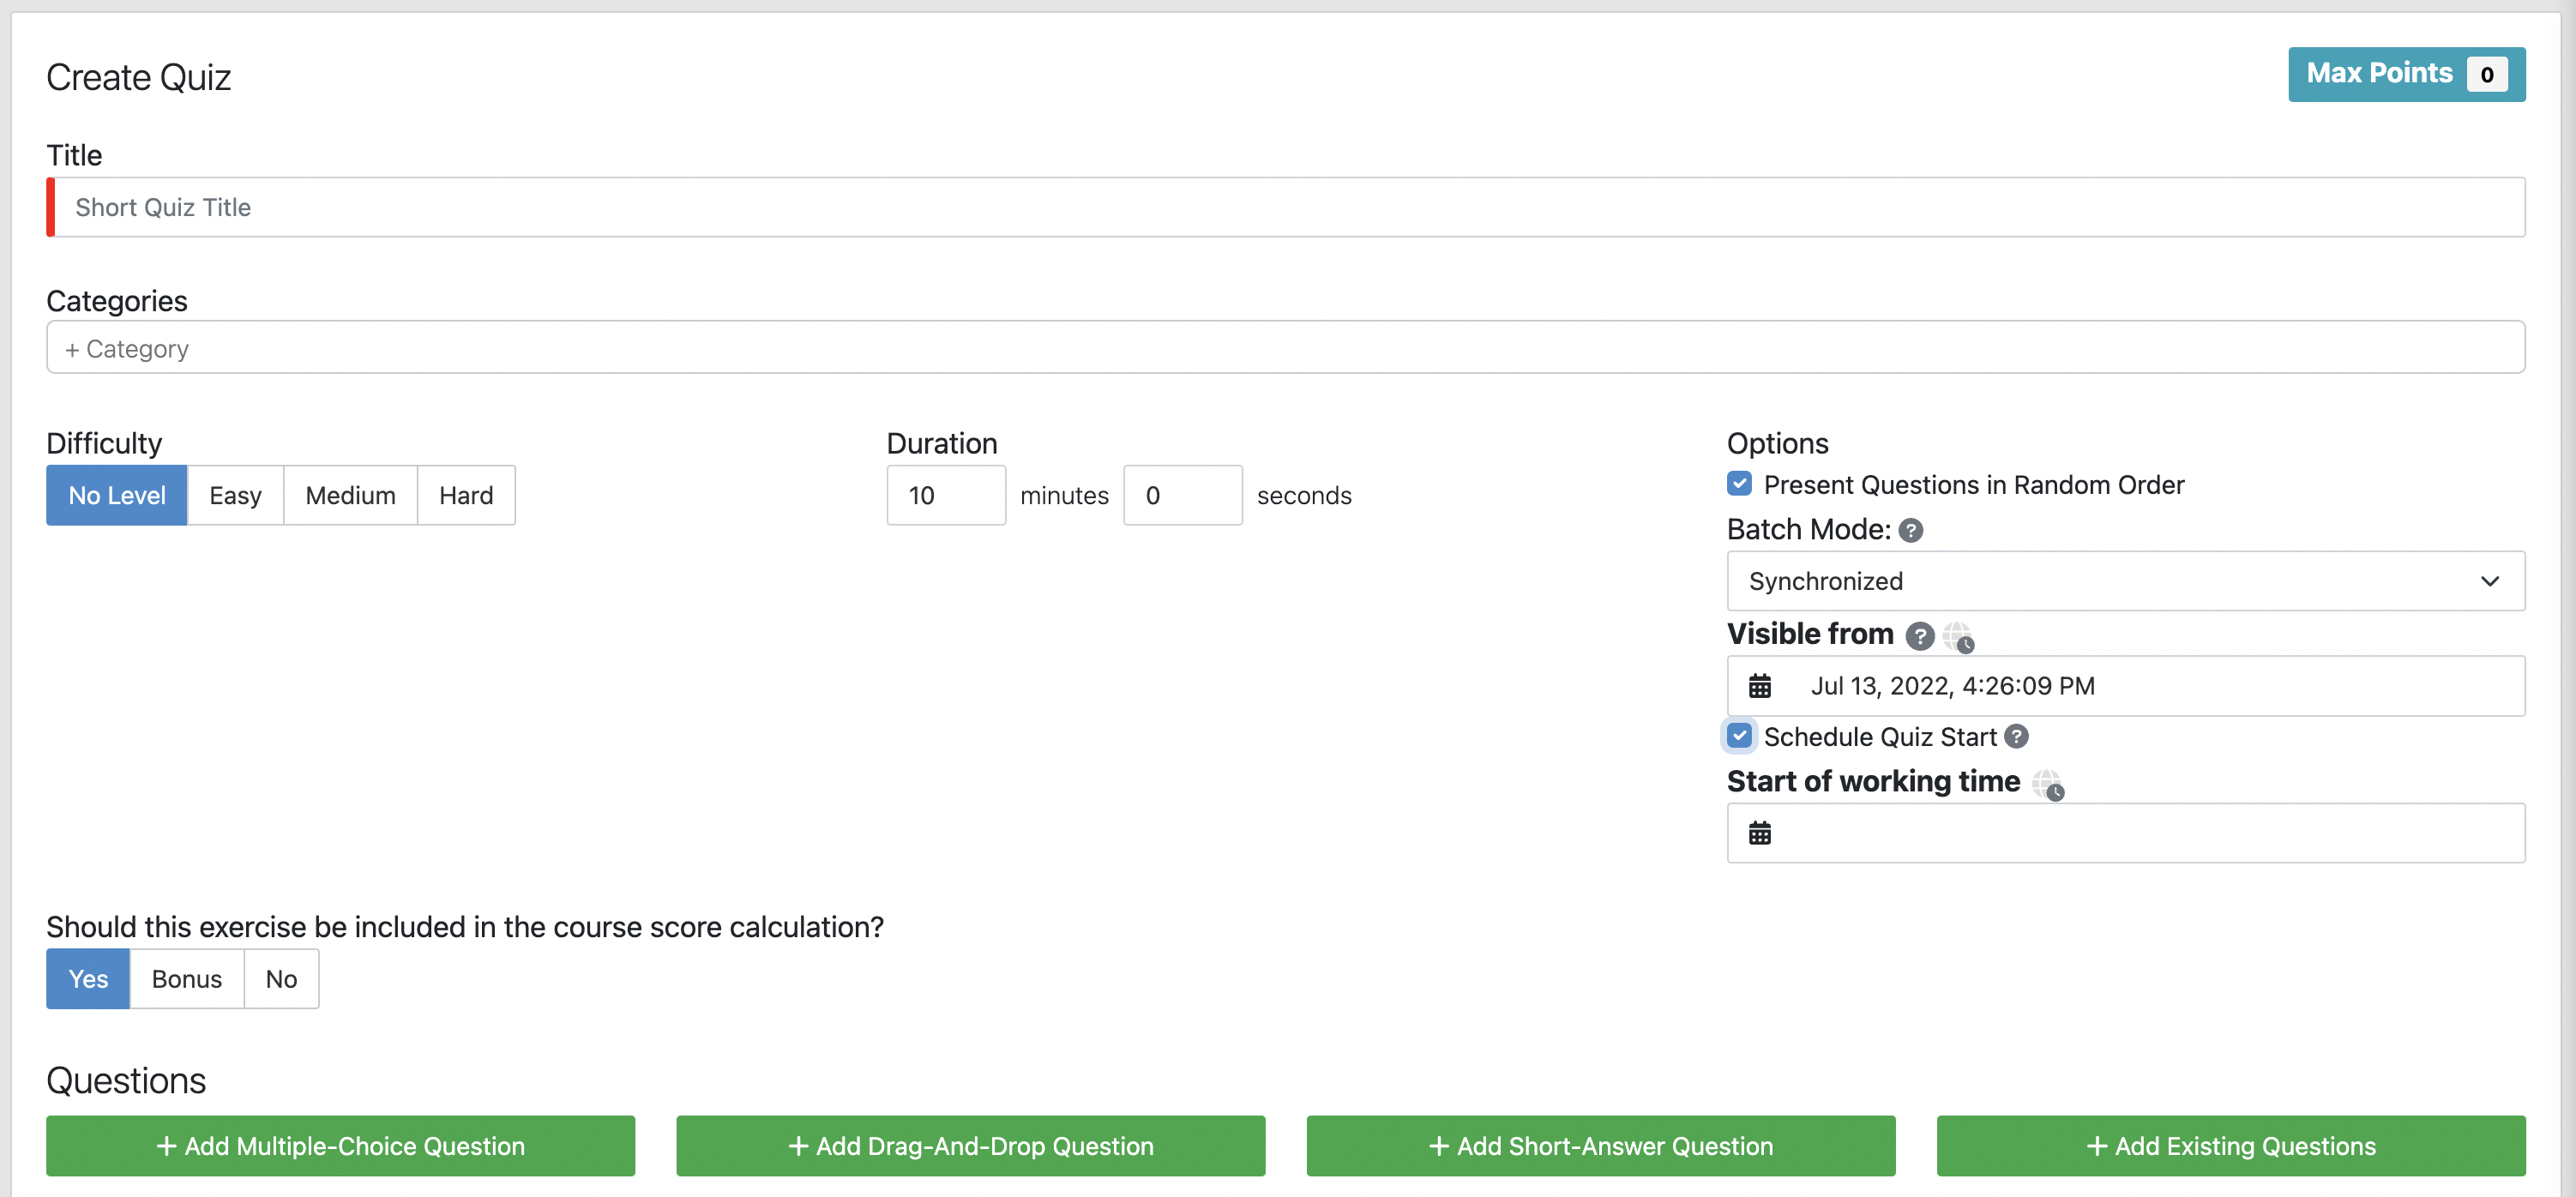 Create Quiz
Max Points 0
Title
Short Quiz Title
Categories
+ Category
Difficulty
No Level Easy Medium Hard
Duration
10 minutes 0 seconds
Options
Present Questions in Random Order
Batch Mode: ?
Synchronized
Visible from ?
Jul 13, 2022, 4:26:09 PM
Schedule Quiz Start ?
Start of working time
Should this exercise be included in the course score calculation?
Yes Bonus No
Questions
+ Add Multiple-Choice Question
+ Add Drag-And-Drop Question
+ Add Short-Answer Question
+ Add Existing Questions